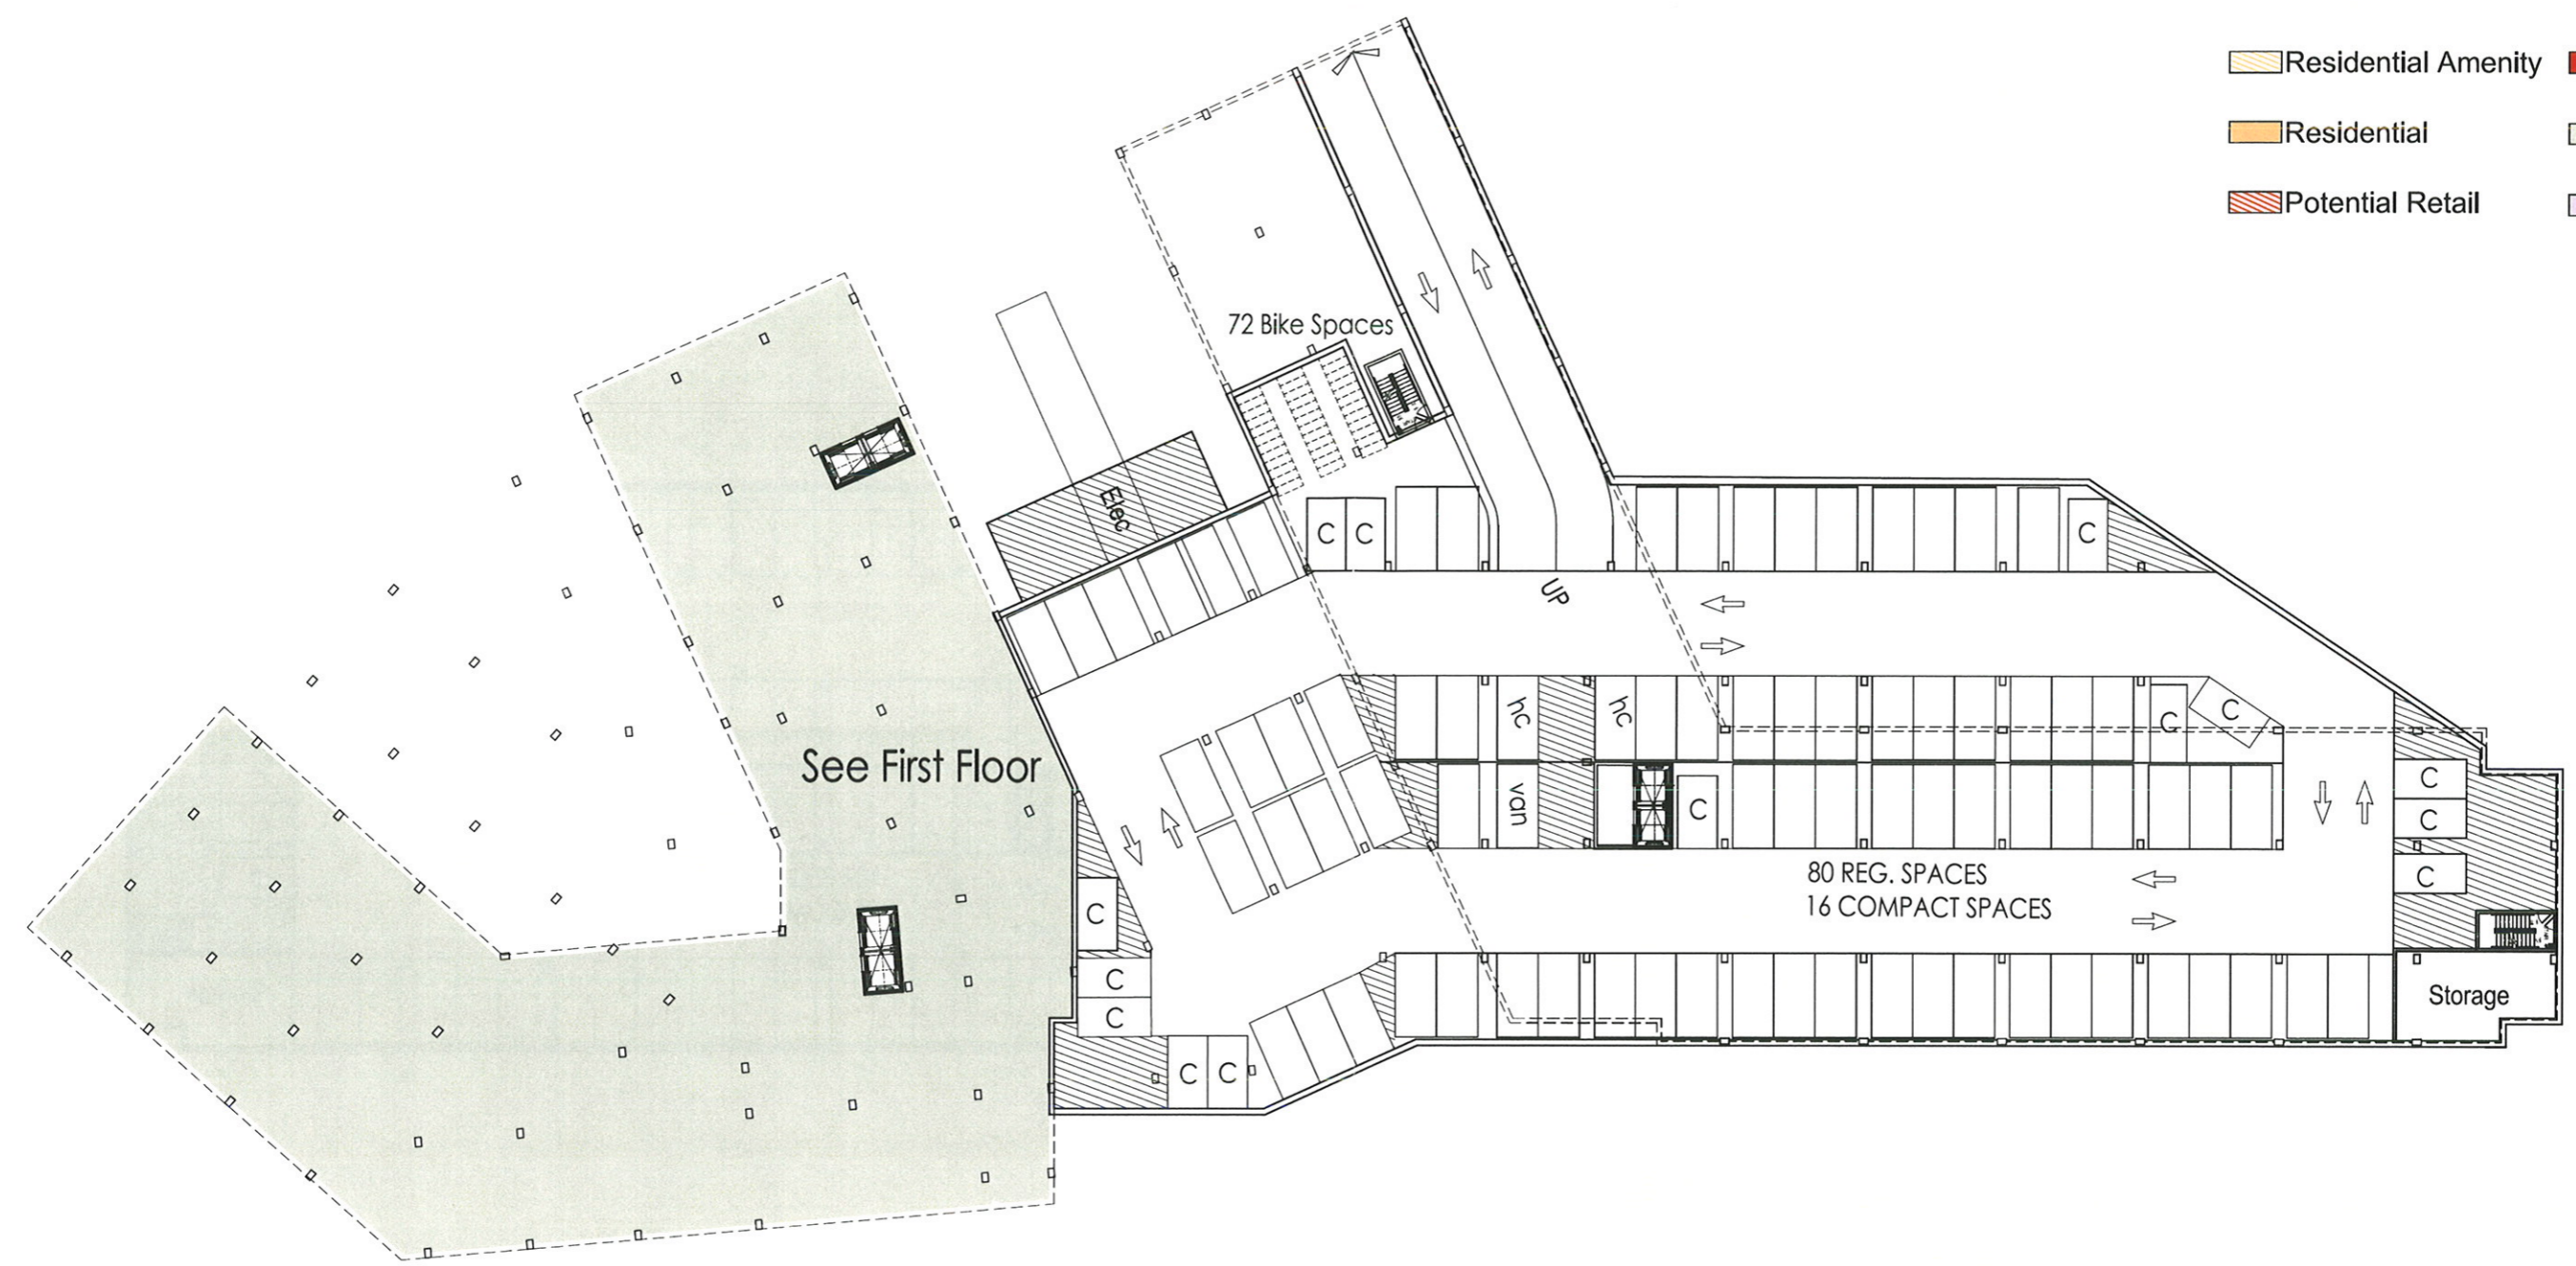 Residential Amenity
Residential
Potential Retail
72 Bike Spaces
Elec
C C
C
UP
hc
hc
C
C
See First Floor
van
C
C
C
C
80 REG. SPACES
16 COMPACT SPACES
C
C
C
Storage
C C